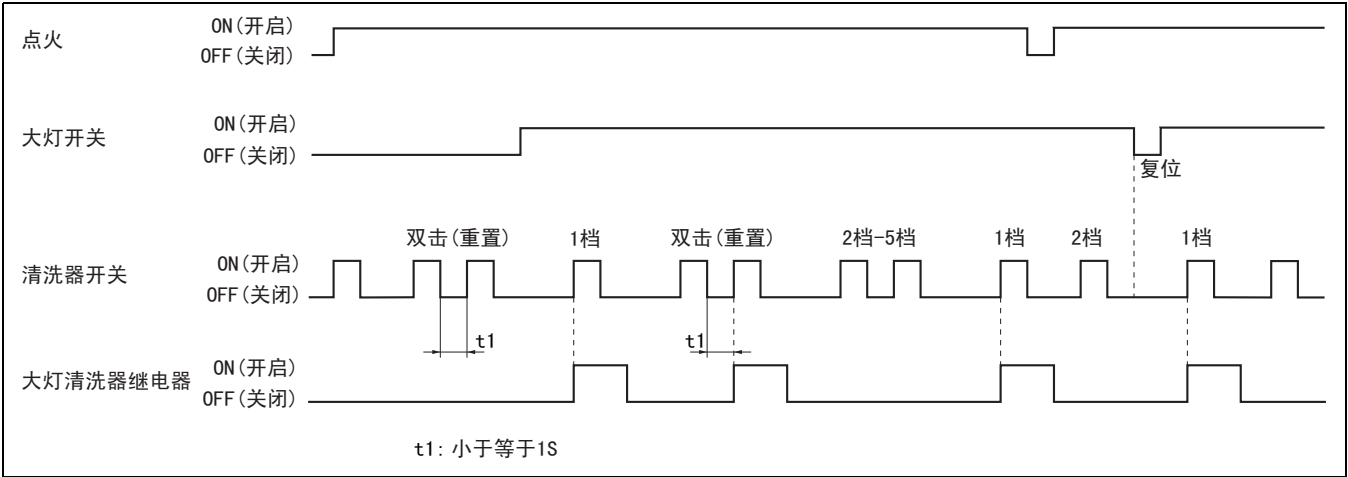 点火
ON(开启)
OFF(关闭)
大灯开关
ON(开启)
OFF(关闭)
复位
双击(重置)
1档
双击(重置)
2档-5档
1档
2档
1档
清洗器开关
ON(开启)
OFF(关闭)
t1
t1
大灯清洗器继电器
ON(开启)
OFF(关闭)
t1: 小于等于1S